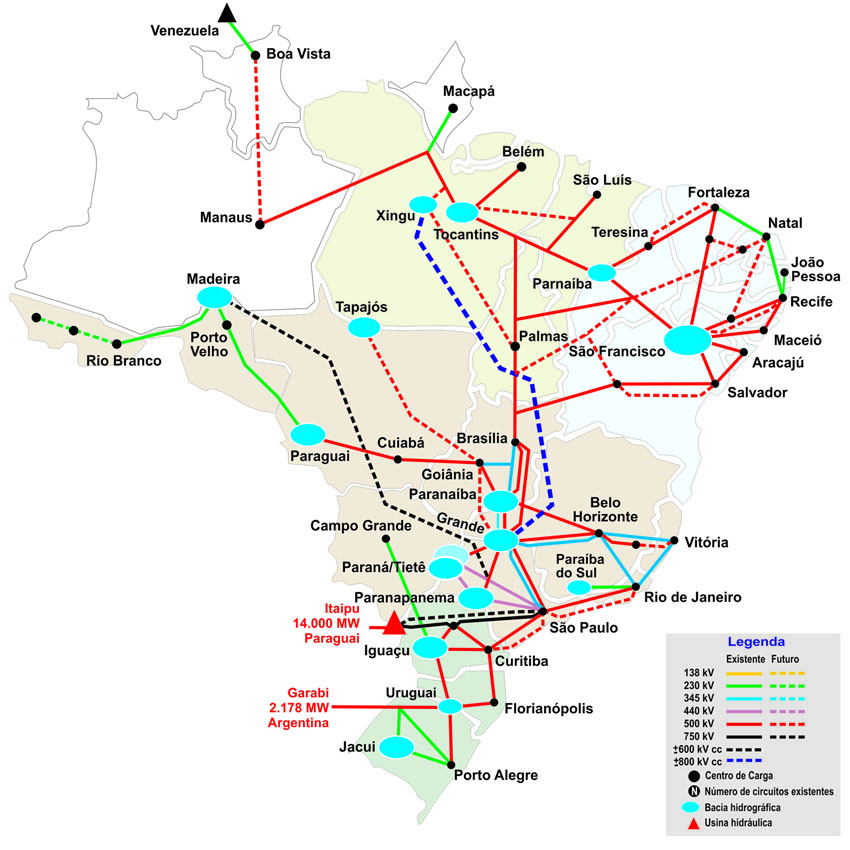 Venezuela
Boa Vista
Macapá
Belém
São Luís
Fortaleza
Manaus
Xingu
Tocantins
Teresina
Natal
João
Pessoa
Parnaíba
Madeira
Tapajós
Recife
Rio Branco
Porto
Velho
Palmas
São Francisco
Maceió
Aracajú
Salvador
Paraguai
Cuiabá
Brasília
Goiânia
Paranaíba
Grande
Belo
Horizonte
Campo Grande
Vitória
Paraná/Tietê
Paraíba
do Sul
Paranapanema
Rio de Janeiro
Itaipu
14.000 MW
Paraguai
São Paulo
Iguaçu
Curitiba
Garabi
2.178 MW
Argentina
Uruguai
Florianópolis
Jacui
Porto Alegre
Legenda
Existente Futuro
138 kV
230 kV
345 kV
440 kV
500 kV
750 kV
±600 kV cc
±800 kV cc
Centro de Carga
N Número de circuitos existentes
Bacia hidrográfica
Usina hidráulica